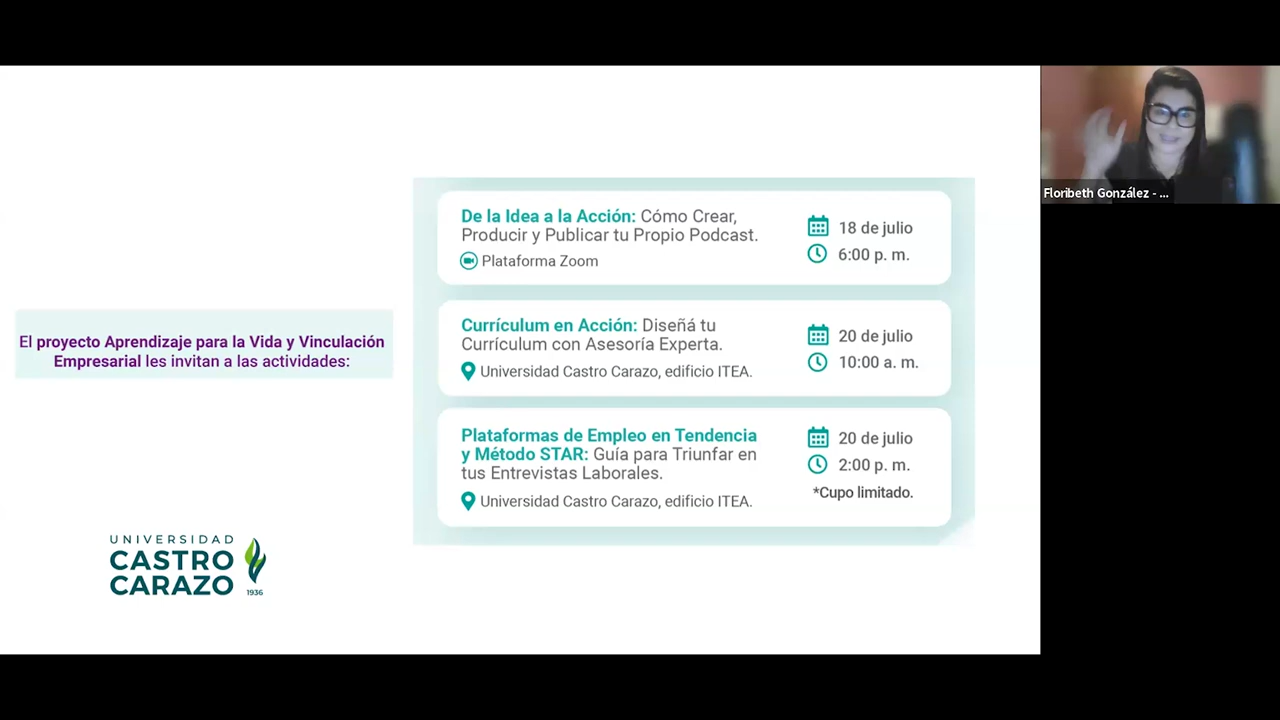 El proyecto Aprendizaje para la Vida y Vinculación
Empresarial les invitan a las actividades:
De la Idea a la Acción: Cómo Crear,
Producir y Publicar tu Propio Podcast.
Plataforma Zoom
18 de julio
6:00 p. m.
Currículum en Acción: Diseñá tu
Currículum con Asesoría Experta.
Universidad Castro Carazo, edificio ITEA.
20 de julio
10:00 a. m.
Plataformas de Empleo en Tendencia
y Método STAR: Guía para Triunfar en
tus Entrevistas Laborales.
Universidad Castro Carazo, edificio ITEA.
20 de julio
2:00 p. m.
*Cupo limitado.
UNIVERSIDAD
CASTRO
CARAZO
1936
Floribeth González - ...